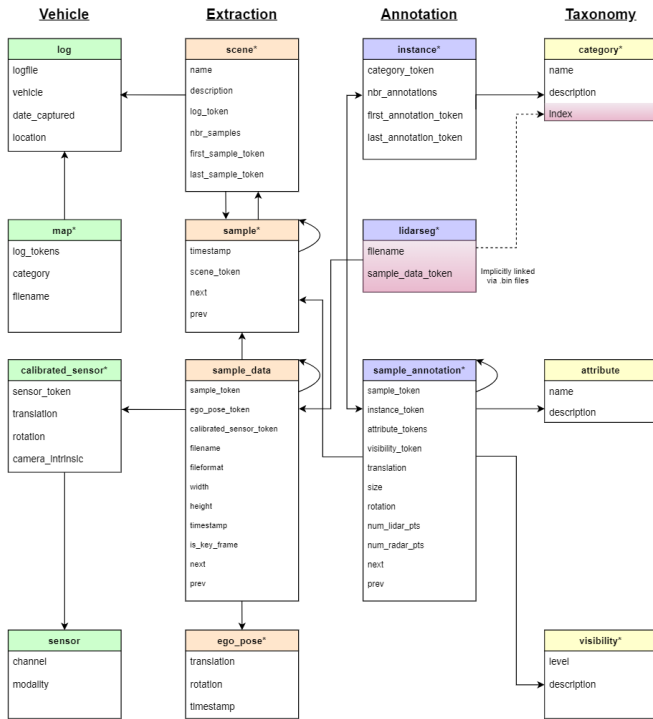 Vehicle
Extraction
Annotation
Taxonomy
log
logfile
vehicle
date_captured
location
scene*
name
description
log_token
nbr_samples
first_sample_token
last_sample_token
instance*
category_token
nbr_annotations
first_annotation_token
last_annotation_token
category*
name
description
index
map*
log_tokens
category
filename
sample*
timestamp
scene_token
next
prev
lidarseg*
filename
sample_data_token
Implicitly linked
via .bin files
calibrated_sensor*
sensor_token
translation
rotation
camera_intrinsic
sample_data
sample_token
ego_pose_token
calibrated_sensor_token
filename
fileformat
width
height
timestamp
is_key_frame
next
prev
sample_annotation*
sample_token
instance_token
attribute_tokens
visibility_token
translation
size
rotation
num_lidar_pts
num_radar_pts
next
prev
attribute
name
description
sensor
channel
modality
ego_pose*
translation
rotation
timestamp
visibility*
level
description